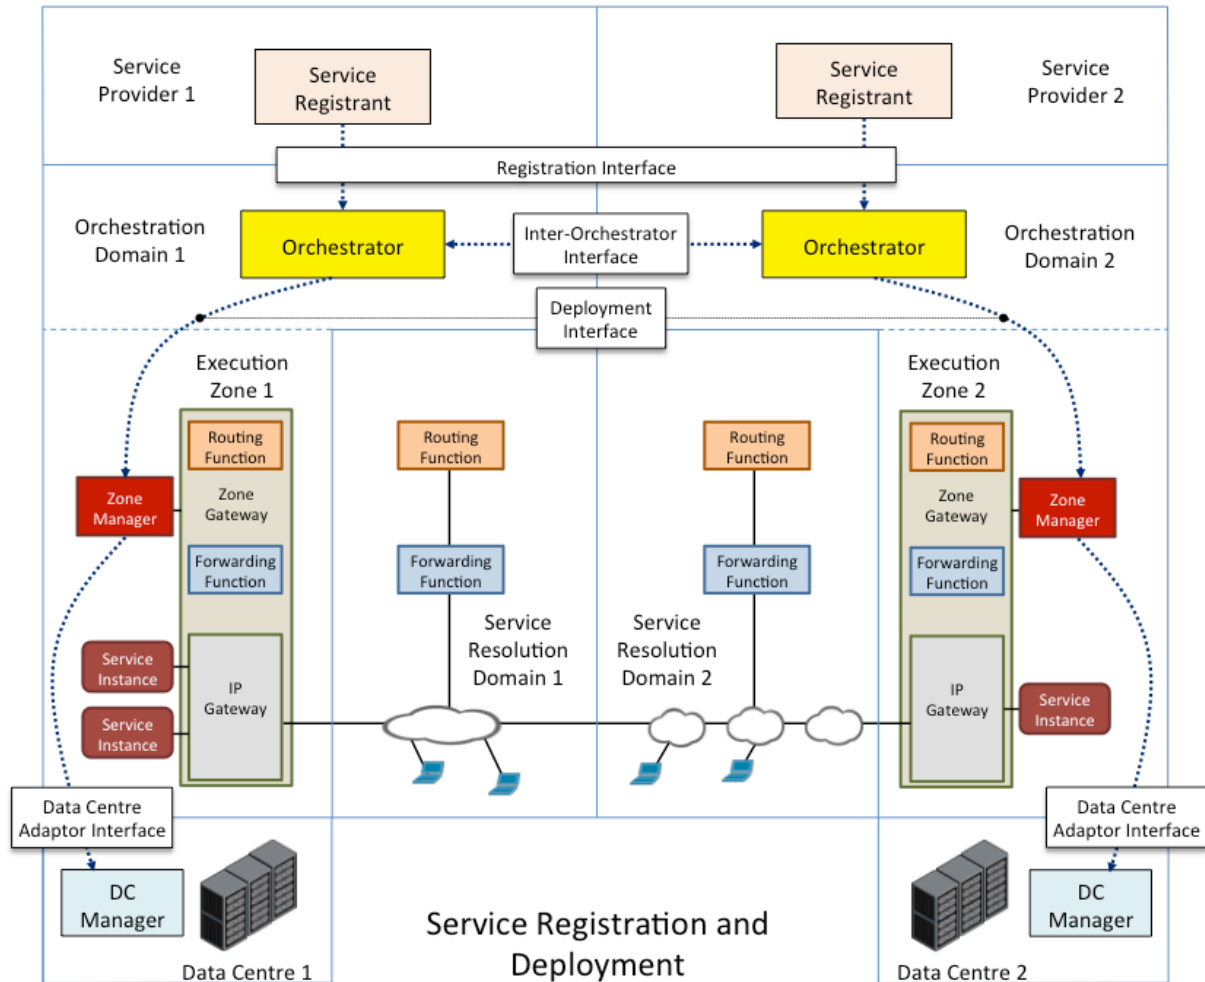 Service
Provider 1
Service
Registrant
Service
Registrant
Service
Provider 2
Registration Interface
Orchestration
Domain 1
Orchestrator
Inter-Orchestrator
Interface
Orchestrator
Orchestration
Domain 2
Deployment
Interface
Execution
Zone 1
Execution
Zone 2
Routing
Function
Routing
Function
Routing
Function
Routing
Function
Zone
Manager
Zone
Gateway
Zone
Gateway
Zone
Manager
Forwarding
Function
Forwarding
Function
Forwarding
Function
Forwarding
Function
Service
Resolution
Domain 1
Service
Resolution
Domain 2
Service
Instance
Service
Instance
IP
Gateway
IP
Gateway
Service
Instance
Data Centre
Adaptor Interface
Data Centre
Adaptor Interface
DC
Manager
Data Centre 1
Service Registration and
Deployment
DC
Manager
Data Centre 2